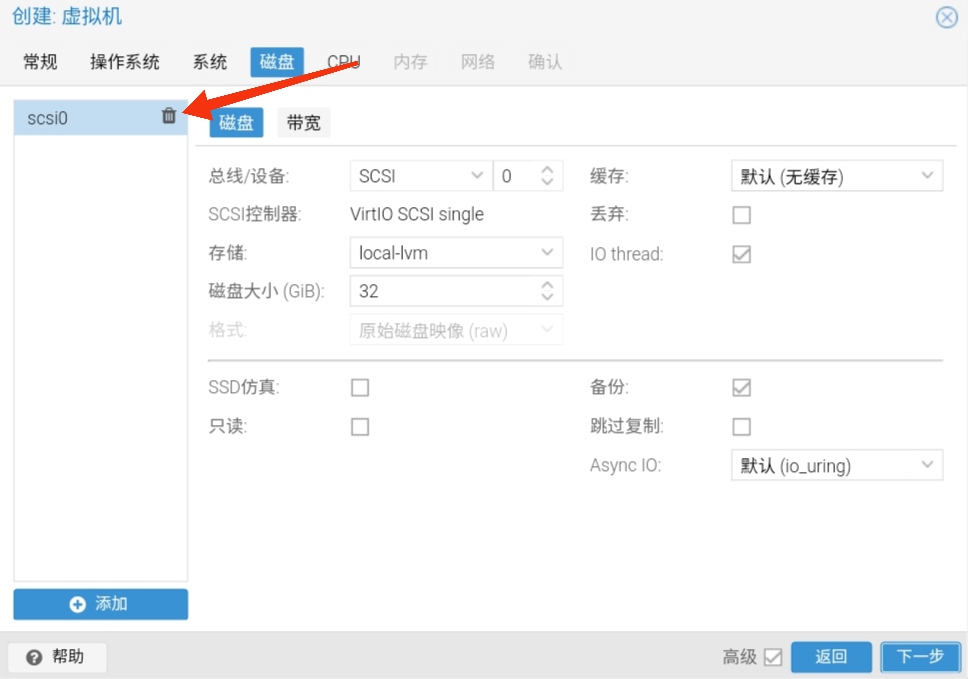 创建: 虚拟机
常规 操作系统 系统 磁盘 CPU 内存 网络 确认
scsi0
磁盘 带宽
总线/设备: SCSI 0 缓存: 默认 (无缓存)
SCSI控制器: VirtIO SCSI single 丢弃:
存储: local-lvm IO thread:
磁盘大小 (GiB): 32
格式: 原始磁盘映像 (raw)
SSD仿真: 备份:
只读: 跳过复制:
Async IO: 默认 (io_uring)
添加
帮助 高级 返回 下一步